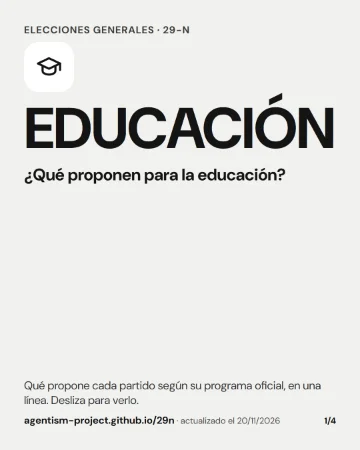 ELECCIONES GENERALES · 29-N
EDUCACIÓN
¿Qué proponen para la educación?
Qué propone cada partido según su programa oficial, en una
línea. Desliza para verlo.
agentism-project.github.io/29n · actualizado el 20/11/2026
1/4